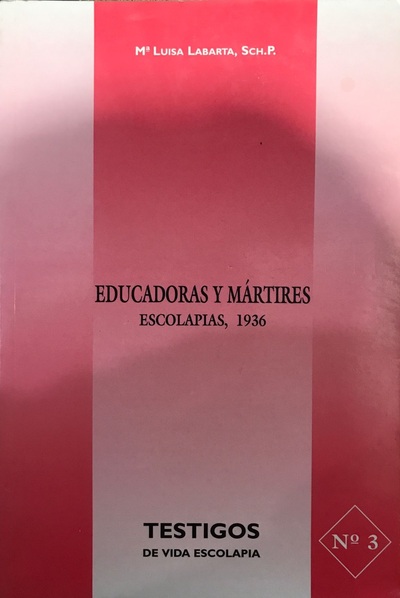 Mª Luisa Labarta, Sch.P.
EDUCADORAS Y MÁRTIRES
ESCOLAPIAS, 1936
TESTIGOS
DE VIDA ESCOLAPIA
Nº 3